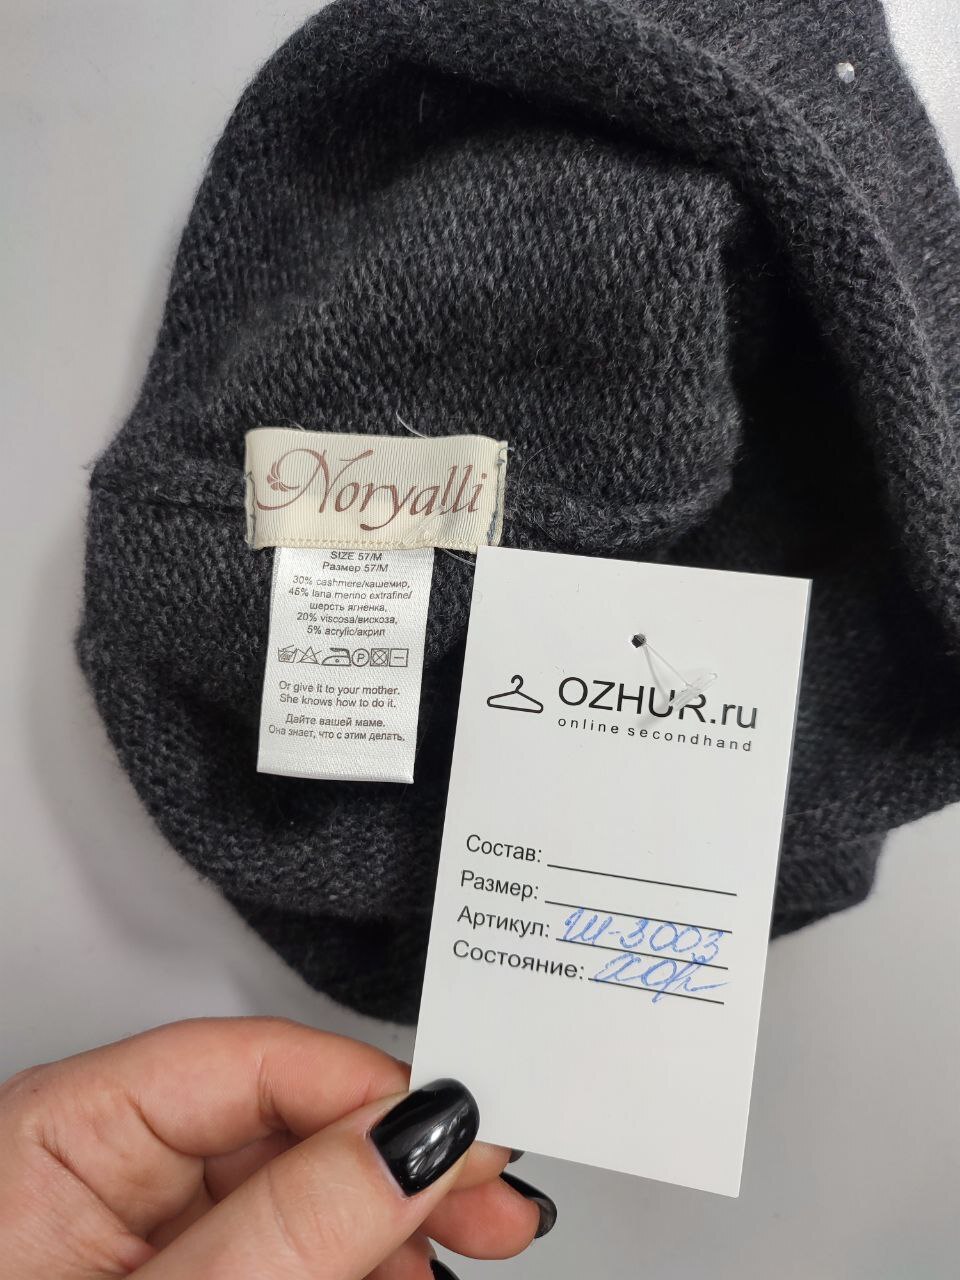 Noryalli
SIZE 57/M
Размер 57/М
30% cashmere/кашемир,
45% lana merino extrafine/
шерсть ягненка,
20% viscosa/вискоза,
5% acrylic/акрил
P
Or give it to your mother.
She knows how to do it.
Дайте вашей маме.
Она знает, что с этим делать.
OZHUR.ru
online secondhand
Состав:
Размер:
Артикул: Ш-3003
Состояние: хор